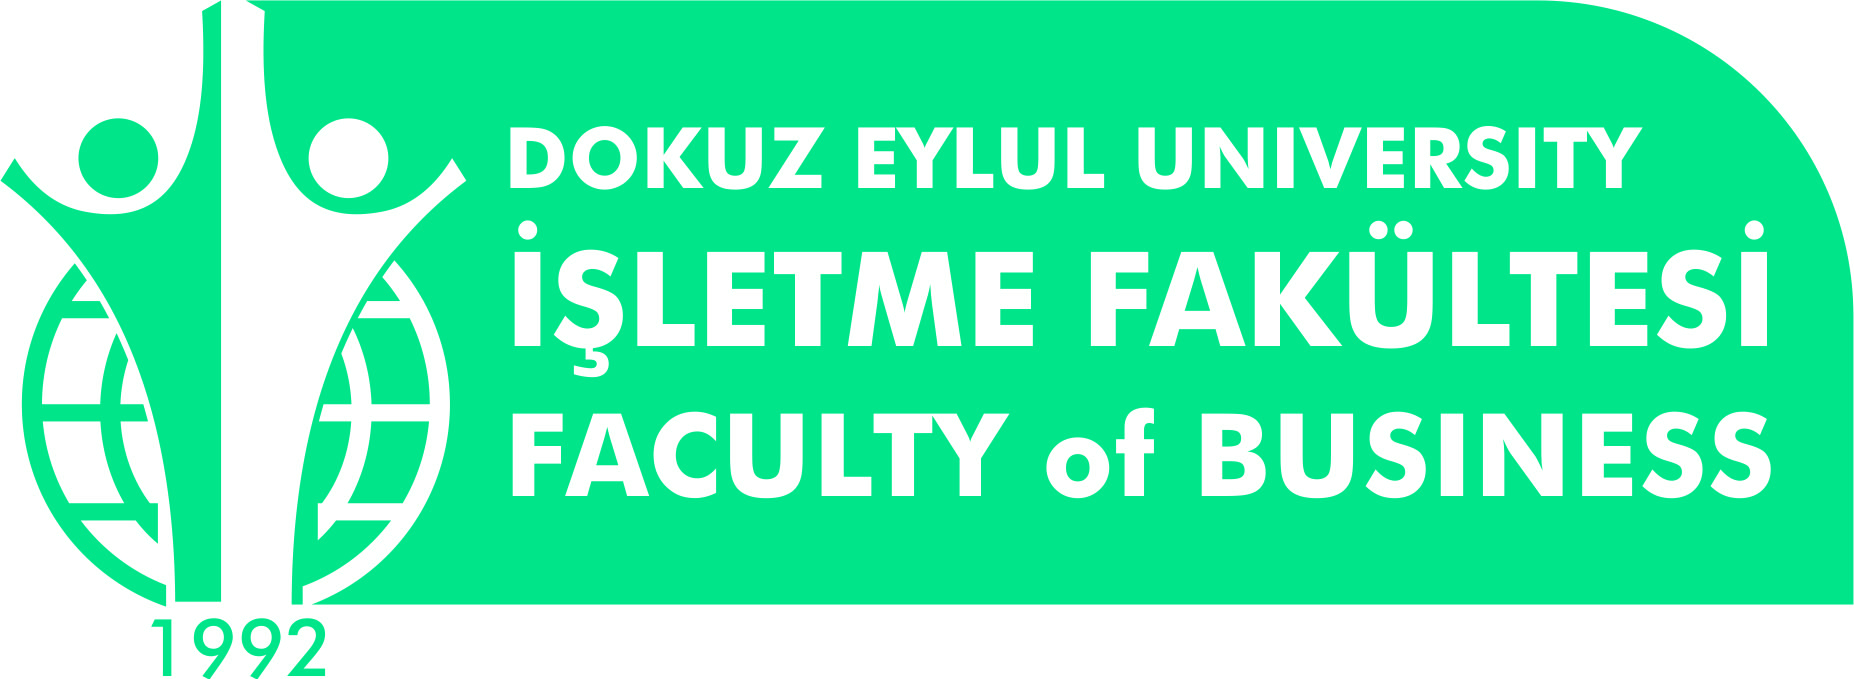 DOKUZ EYLUL UNIVERSITY
İŞLETME FAKÜLTESİ
FACULTY of BUSINESS
1992